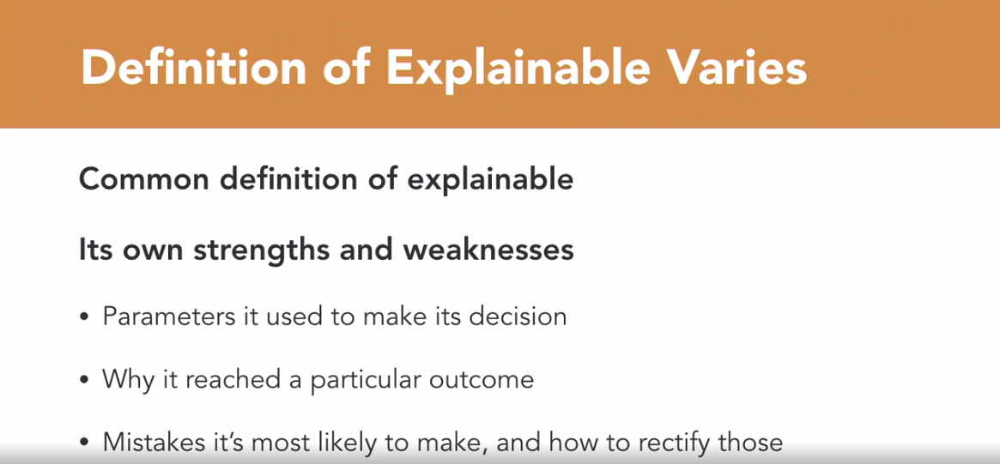 Definition of Explainable Varies
Common definition of explainable
Its own strengths and weaknesses
• Parameters it used to make its decision
• Why it reached a particular outcome
• Mistakes it’s most likely to make, and how to rectify those